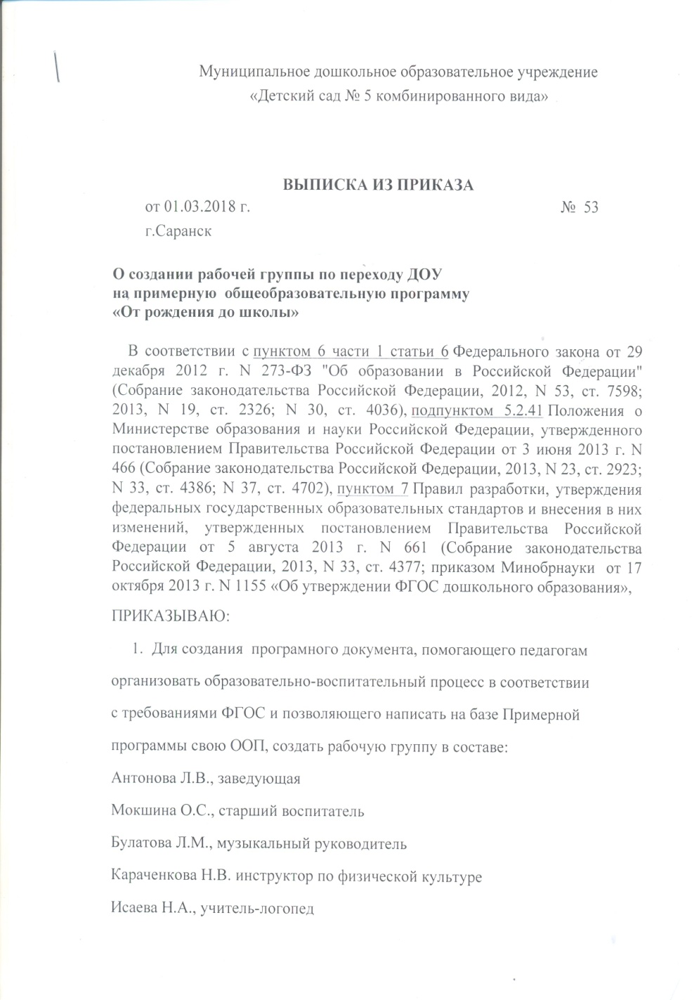 Муниципальное дошкольное образовательное учреждение
«Детский сад № 5 комбинированного вида»
ВЫПИСКА ИЗ ПРИКАЗА
от 01.03.2018 г. № 53
г.Саранск
О создании рабочей группы по переходу ДОУ
на примерную общеобразовательную программу
«От рождения до школы»
В соответствии с пунктом 6 части 1 статьи 6 Федерального закона от 29
декабря 2012 г. N 273-ФЗ "Об образовании в Российской Федерации"
(Собрание законодательства Российской Федерации, 2012, N 53, ст. 7598;
2013, N 19, ст. 2326; N 30, ст. 4036), подпунктом 5.2.41 Положения о
Министерстве образования и науки Российской Федерации, утвержденного
постановлением Правительства Российской Федерации от 3 июня 2013 г. N
466 (Собрание законодательства Российской Федерации, 2013, N 23, ст. 2923;
N 33, ст. 4386; N 37, ст. 4702), пунктом 7 Правил разработки, утверждения
федеральных государственных образовательных стандартов и внесения в них
изменений, утвержденных постановлением Правительства Российской
Федерации от 5 августа 2013 г. N 661 (Собрание законодательства
Российской Федерации, 2013, N 33, ст. 4377; приказом Минобрнауки от 17
октября 2013 г. N 1155 «Об утверждении ФГОС дошкольного образования»,
ПРИКАЗЫВАЮ:
1. Для создания програмного документа, помогающего педагогам
организовать образовательно-воспитательный процесс в соответствии
с требованиями ФГОС и позволяющего написать на базе Примерной
программы свою ООП, создать рабочую группу в составе:
Антонова Л.В., заведующая
Мокшина О.С., старший воспитатель
Булатова Л.М., музыкальный руководитель
Караченкова Н.В. инструктор по физической культуре
Исаева Н.А., учитель-логопед